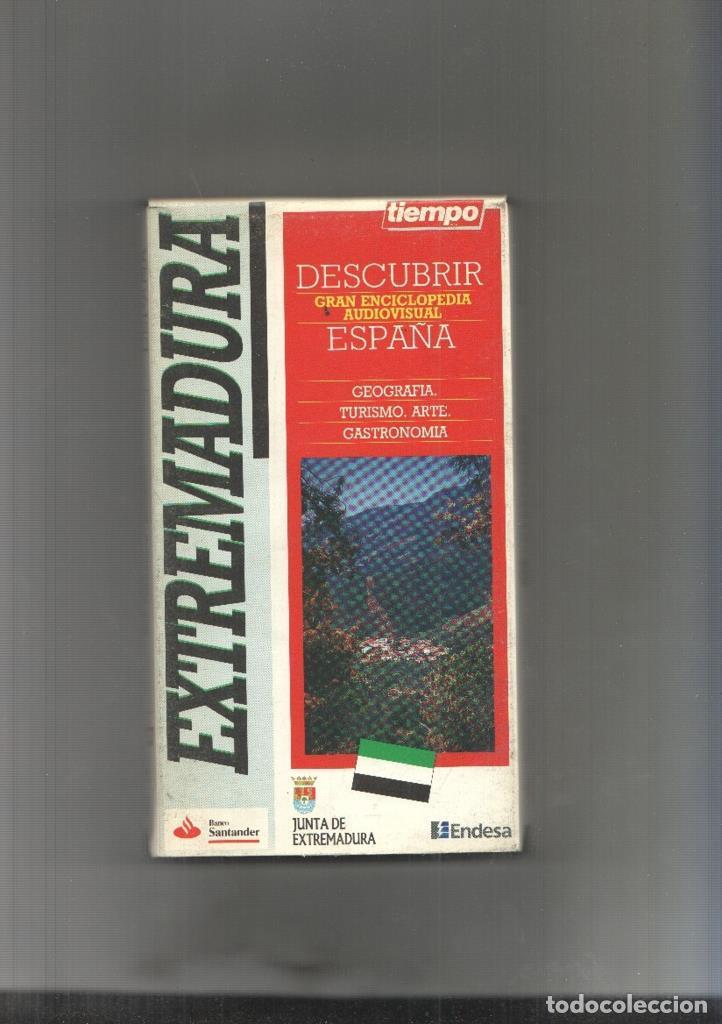 EXTREMADURA
tiempo
DESCUBRIR
GRAN ENCICLOPEDIA
AUDIOVISUAL
ESPAÑA
GEOGRAFIA.
TURISMO. ARTE.
GASTRONOMIA
Banco
Santander
JUNTA DE
EXTREMADURA
Endesa
todocoleccion